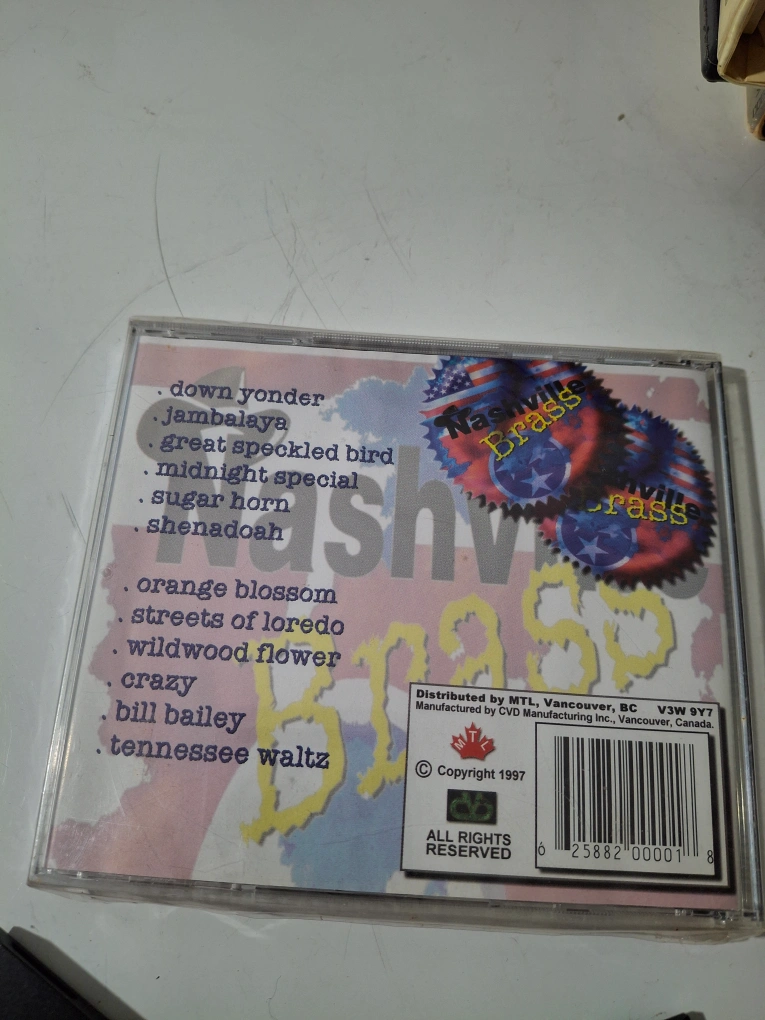 . down yonder
. jambalaya
. great speckled bird
. midnight special
. sugar horn
. shenadoah
. orange blossom
. streets of loredo
. wildwood flower
. crazy
. bill bailey
. tennessee waltz
Nashville
Brass
Nashville
Brass
nville
Brass
Distributed by MTL, Vancouver, BC V3W 9Y7
Manufactured by CVD Manufacturing Inc., Vancouver, Canada.
MTL
© Copyright 1997
ALL RIGHTS
RESERVED
6 25882 00001 8